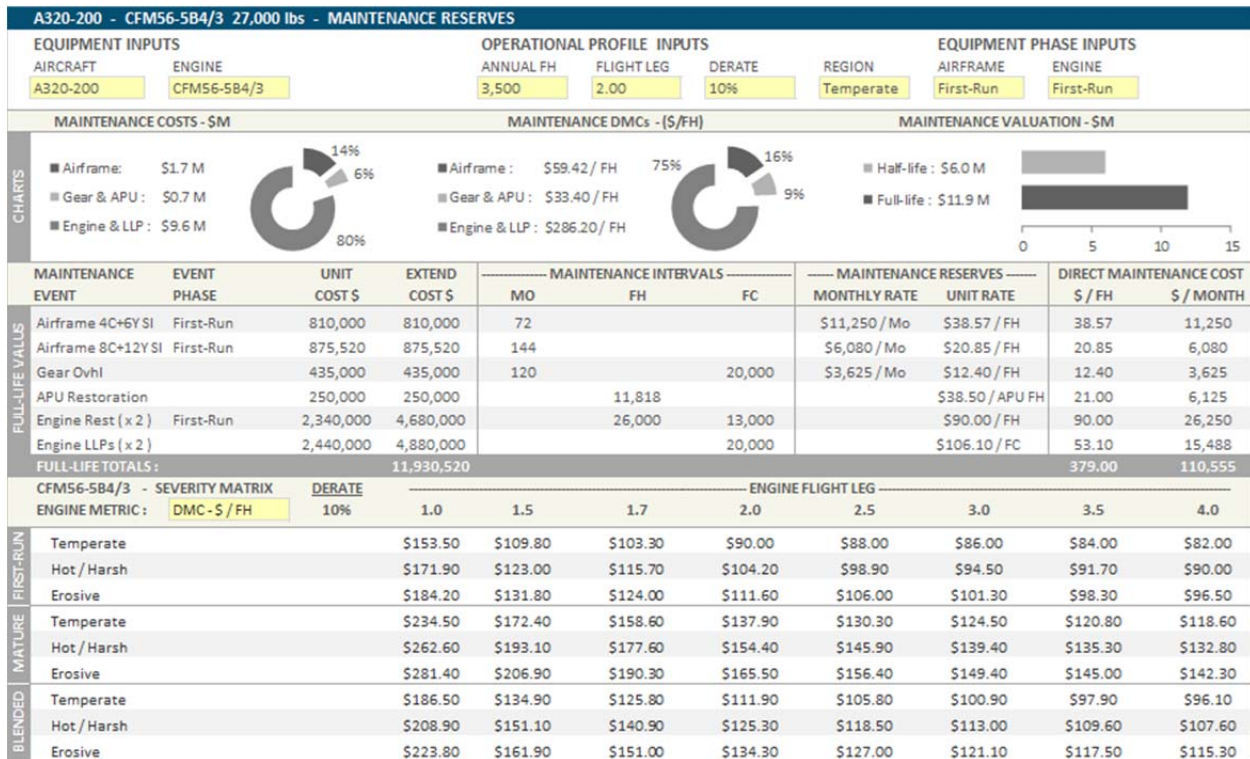 A320-200 - CFM56-5B4/3 27,000 lbs - MAINTENANCE RESERVES
EQUIPMENT INPUTS OPERATIONAL PROFILE INPUTS EQUIPMENT PHASE INPUTS
AIRCRAFT ENGINE ANNUAL FH FLIGHT LEG DERATE REGION AIRFRAME ENGINE
A320-200 CFM56-5B4/3 3,500 2.00 10% Temperate First-Run First-Run
MAINTENANCE COSTS - $M MAINTENANCE DMCs - ($/FH) MAINTENANCE VALUATION - $M
CHARTS
Airframe: $1.7 M
Gear & APU : $0.7 M
Engine & LLP : $9.6 M
14%
6%
80%
Airframe : $59.42 / FH
Gear & APU : $33.40 / FH
Engine & LLP : $286.20 / FH
75%
16%
9%
Half-life : $6.0 M
Full-life : $11.9 M
0 5 10 15
MAINTENANCE EVENT UNIT EXTEND -------------- MAINTENANCE INTERVALS -------------- ------ MAINTENANCE RESERVES ------- DIRECT MAINTENANCE COST
EVENT PHASE COST $ COST $ MO FH FC MONTHLY RATE UNIT RATE $ / FH $ / MONTH
FULL-LIFE VALUS
Airframe 4C+6Y SI First-Run 810,000 810,000 72 $11,250 / Mo $38.57 / FH 38.57 11,250
Airframe 8C+12Y SI First-Run 875,520 875,520 144 $6,080 / Mo $20.85 / FH 20.85 6,080
Gear Ovhl 435,000 435,000 120 20,000 $3,625 / Mo $12.40 / FH 12.40 3,625
APU Restoration 250,000 250,000 11,818 $38.50 / APU FH 21.00 6,125
Engine Rest ( x 2 ) First-Run 2,340,000 4,680,000 26,000 13,000 $90.00 / FH 90.00 26,250
Engine LLPs ( x 2 ) 2,440,000 4,880,000 20,000 $106.10 / FC 53.10 15,488
FULL-LIFE TOTALS : 11,930,520 379.00 110,555
CFM56-5B4/3 - SEVERITY MATRIX DERATE ENGINE FLIGHT LEG
ENGINE METRIC : DMC - $ / FH 10% 1.0 1.5 1.7 2.0 2.5 3.0 3.5 4.0
FIRST-RUN
Temperate $153.50 $109.80 $103.30 $90.00 $88.00 $86.00 $84.00 $82.00
Hot / Harsh $171.90 $123.00 $115.70 $104.20 $98.90 $94.50 $91.70 $90.00
Erosive $184.20 $131.80 $124.00 $111.60 $106.00 $101.30 $98.30 $96.50
MATURE
Temperate $234.50 $172.40 $158.60 $137.90 $130.30 $124.50 $120.80 $118.60
Hot / Harsh $262.60 $193.10 $177.60 $154.40 $145.90 $139.40 $135.30 $132.80
Erosive $281.40 $206.90 $190.30 $165.50 $156.40 $149.40 $145.00 $142.30
BLENDED
Temperate $186.50 $134.90 $125.80 $111.90 $105.80 $100.90 $97.90 $96.10
Hot / Harsh $208.90 $151.10 $140.90 $125.30 $118.50 $113.00 $109.60 $107.60
Erosive $223.80 $161.90 $151.00 $134.30 $127.00 $121.10 $117.50 $115.30